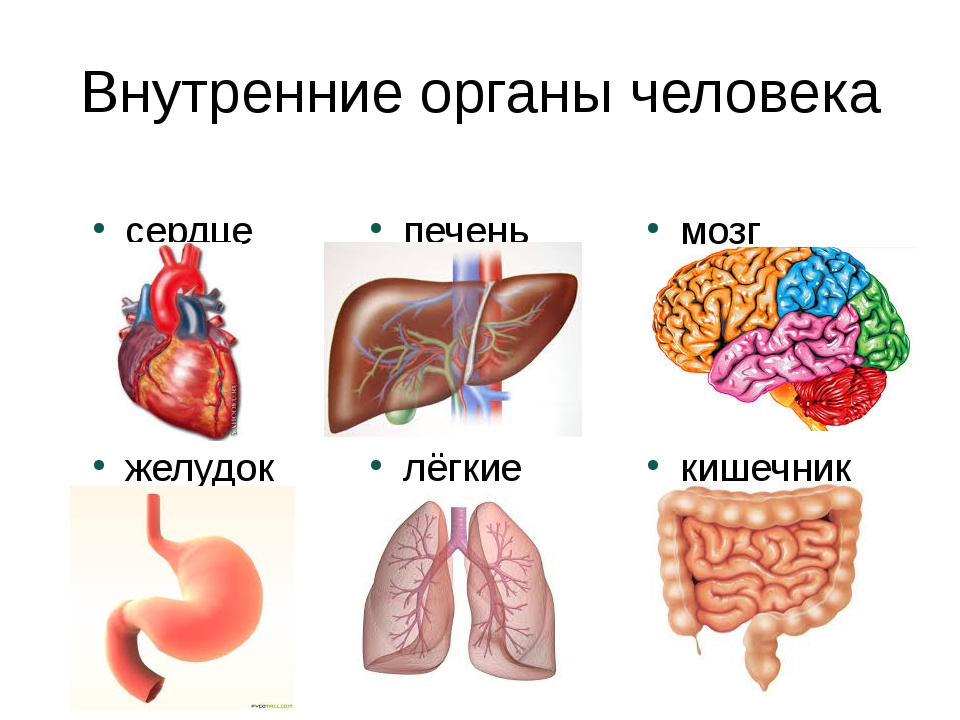 Внутренние органы человека
• сердце
• печень
• мозг
• желудок
• лёгкие
• кишечник